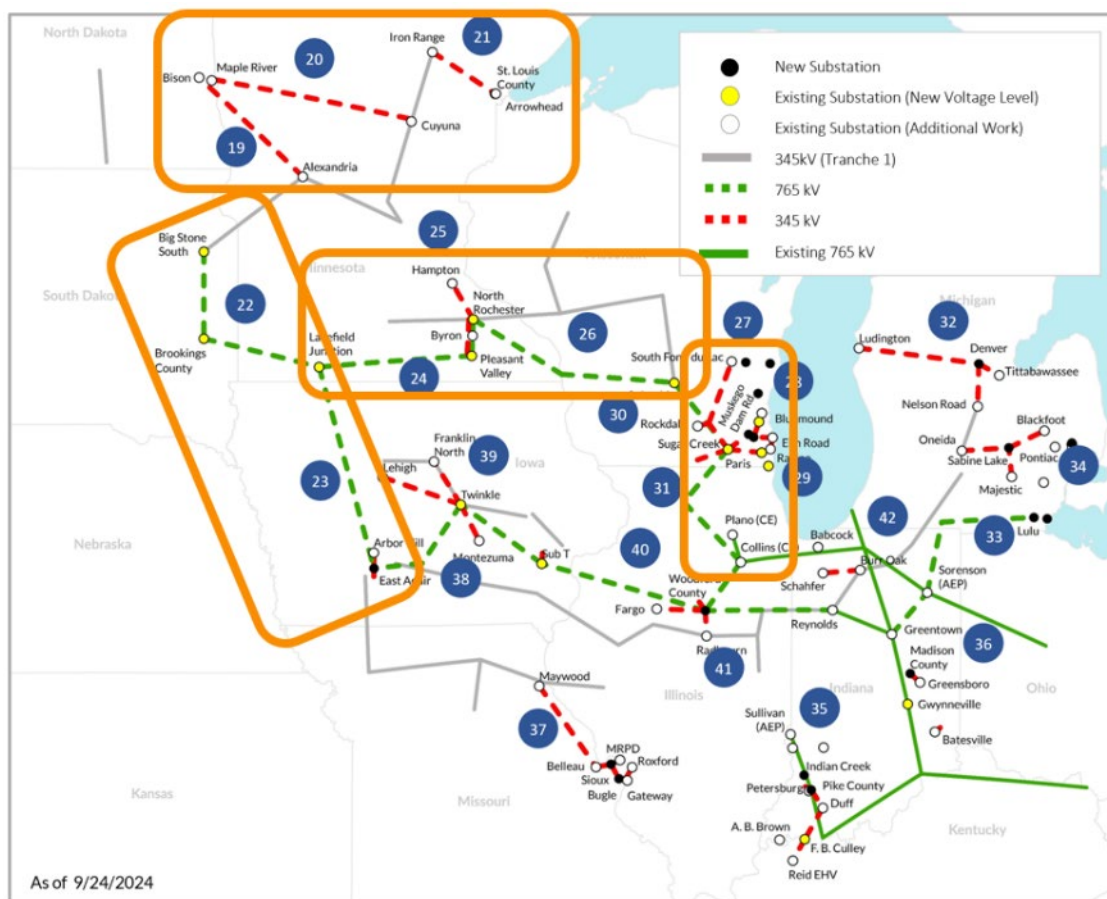 North Dakota
21
20
Iron Range
Bison
Maple River
St. Louis
County
Arrowhead
Cuyuna
19
Alexandria
New Substation
Existing Substation (New Voltage Level)
Existing Substation (Additional Work)
345kV (Tranche 1)
765 kV
345 kV
Existing 765 kV
25
Big Stone
South
Minnesota
Hampton
South Dakota
22
North
Rochester
Byron
26
Brookings
County
Lakefield
Junction
Pleasant
Valley
24
South Fond du Lac
27
28
Michigan
32
Ludington
Denver
Tittabawassee
Nelson Road
30
Rockdale
Muskego
Dam Rd
Bluemound
Sugar Creek
Elm Road
Paris
Racine
29
Blackfoot
Oneida
Sabine Lake
Pontiac
34
Majestic
39
Franklin
North
Iowa
Lehigh
23
Twinkle
31
Nebraska
Montezuma
Arbor Hill
East Adair
38
Sub T
40
Plano (CE)
Collins (CE)
Babcock
42
Lulu
33
Burr Oak
Schahfer
Sorenson
(AEP)
Woodford
County
Fargo
Reynolds
Radbourn
41
Greentown
36
Madison
County
Greensboro
Gwynneville
Ohio
Batesville
Maywood
Illinois
Indiana
37
35
Sullivan
(AEP)
MRPD
Belleau
Roxford
Sioux
Bugle
Gateway
Indian Creek
Petersburg
Pike County
Duff
Kansas
Missouri
A. B. Brown
F. B. Culley
Kentucky
Reid EHV
As of 9/24/2024